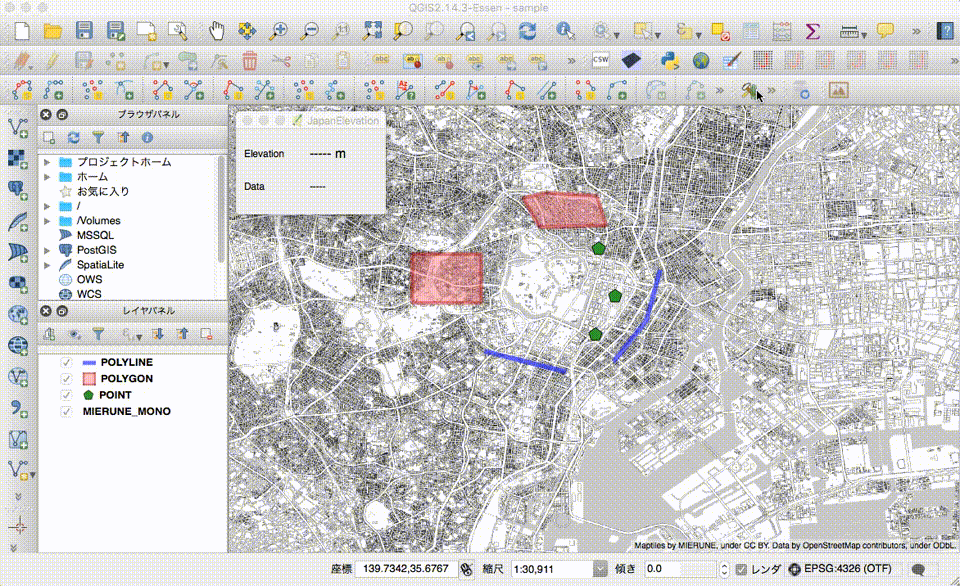 QGIS2.14.3-Essen - sample
CSW
ブラウザパネル
プロジェクトホーム
ホーム
お気に入り
/
/Volumes
MSSQL
PostGIS
SpatiaLite
OWS
WCS
レイヤパネル
POLYLINE
POLYGON
POINT
MIERUNE_MONO
JapanElevation
Elevation ----- m
Data -----
Maptiles by MIERUNE, under CC BY. Data by OpenStreetMap contributors, under ODbL.
座標 139.7342,35.6767 縮尺 1:30,911 傾き 0.0 レンダ EPSG:4326 (OTF)